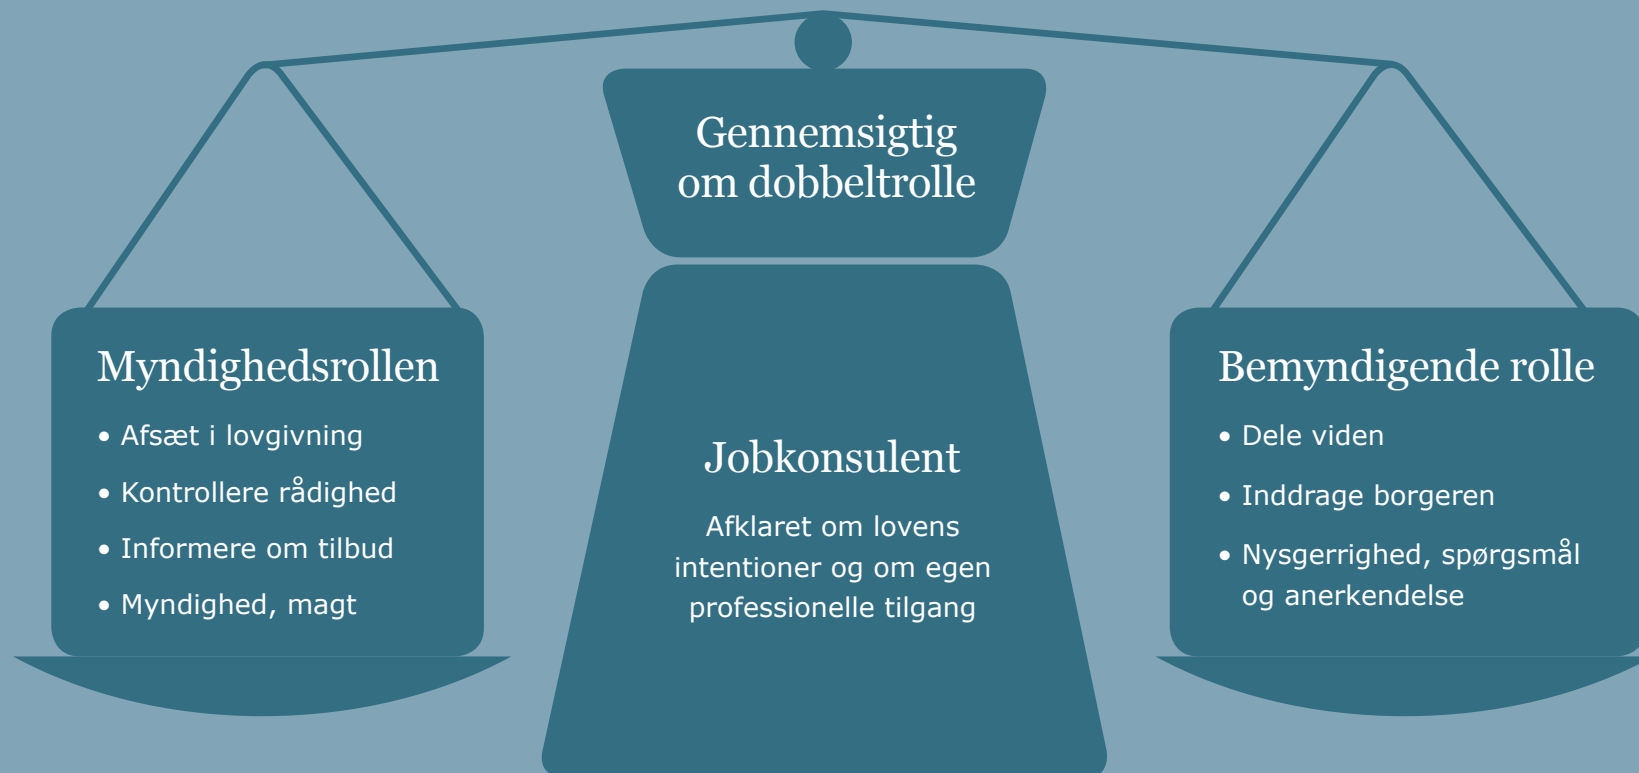 Gennemsigtig
om dobbeltrolle
Myndighedsrollen
• Afsæt i lovgivning
• Kontrollere rådighed
• Informere om tilbud
• Myndighed, magt
Jobkonsulent
Afklaret om lovens
intentioner og om egen
professionelle tilgang
Bemyndigende rolle
• Dele viden
• Inddrage borgeren
• Nysgerrighed, spørgsmål
og anerkendelse